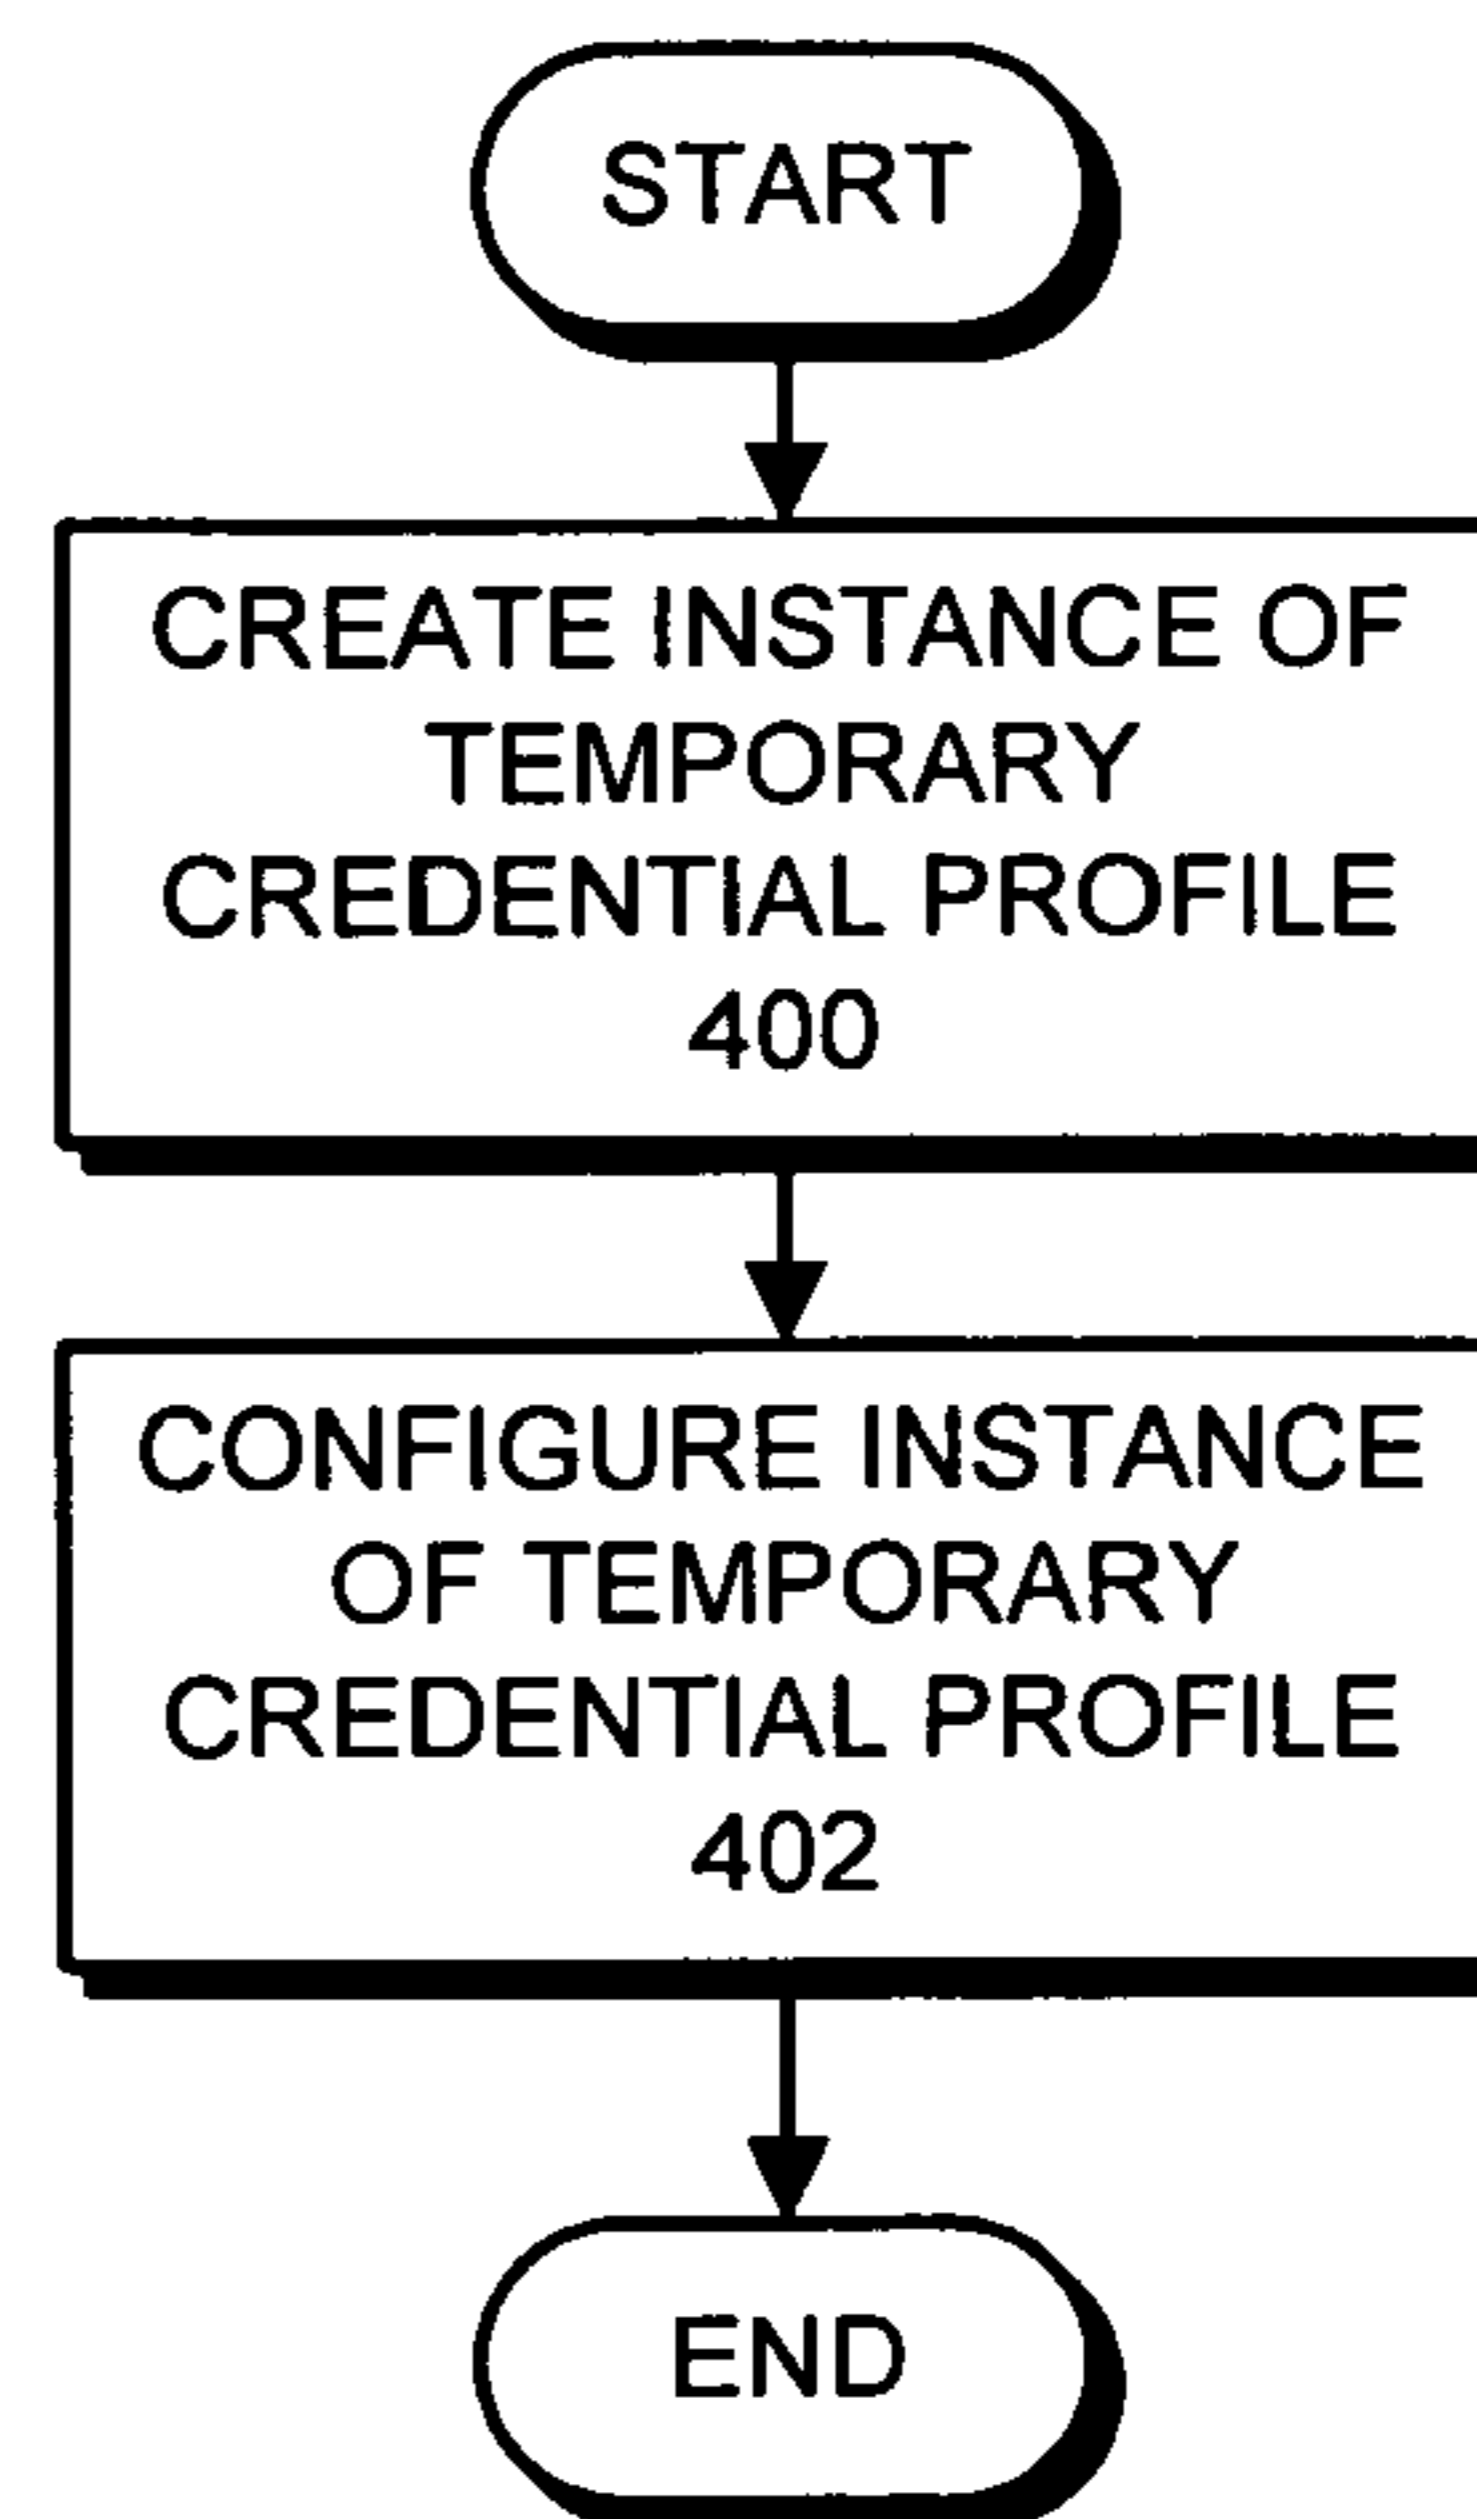 START
CREATE INSTANCE OF
TEMPORARY
CREDENTIAL PROFILE
400
CONFIGURE INSTANCE
OF TEMPORARY
CREDENTIAL PROFILE
402
END